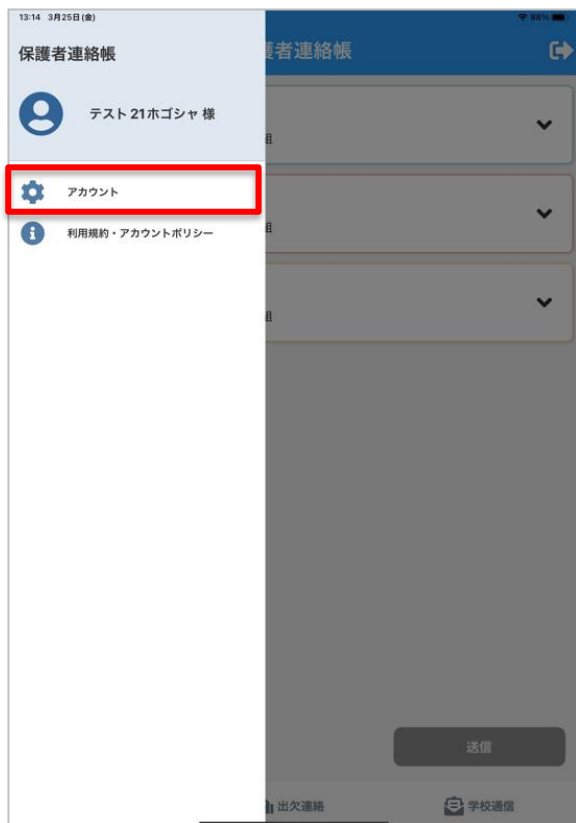 13:14 3月25日(金)
88%
保護者連絡帳
護者連絡帳
テスト 21ホゴシャ 様
組
アカウント
組
利用規約・アカウントポリシー
組
送信
出欠連絡
学校通信